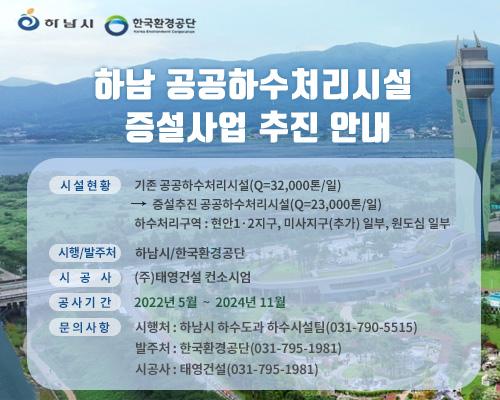 하남시 한국환경공단
Korea Environment Corporation
하남 공공하수처리시설
증설사업 추진 안내
시설현황 기존 공공하수처리시설(Q=32,000톤/일)
→ 증설추진 공공하수처리시설(Q=23,000톤/일)
하수처리구역 : 현안1·2지구, 미사지구(추가) 일부, 원도심 일부
시행/발주처 하남시/한국환경공단
시 공 사 (주)태영건설 컨소시엄
공사기간 2022년 5월 ~ 2024년 11월
문의사항 시행처 : 하남시 하수도과 하수시설팀(031-790-5515)
발주처 : 한국환경공단(031-795-1981)
시공사 : 태영건설(031-795-1981)